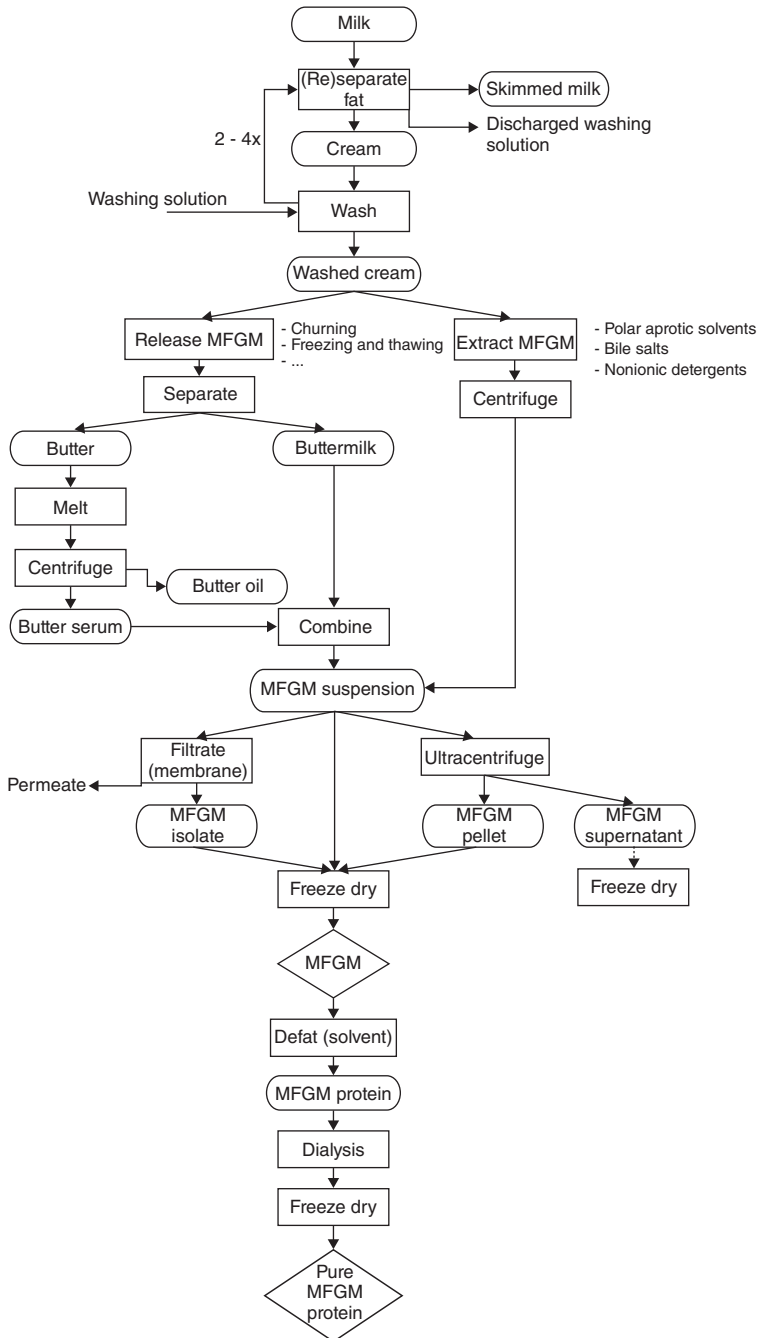 Milk
(Re)separate
fat
Skimmed milk
Discharged washing
solution
2 - 4x
Cream
Washing solution
Wash
Washed cream
Release MFGM
- Churning
- Freezing and thawing
- ...
Extract MFGM
- Polar aprotic solvents
- Bile salts
- Nonionic detergents
Separate
Centrifuge
Butter
Buttermilk
Melt
Centrifuge
Butter oil
Butter serum
Combine
MFGM suspension
Filtrate
(membrane)
Ultracentrifuge
Permeate
MFGM
isolate
MFGM
pellet
MFGM
supernatant
Freeze dry
Freeze dry
MFGM
Defat (solvent)
MFGM protein
Dialysis
Freeze dry
Pure
MFGM
protein